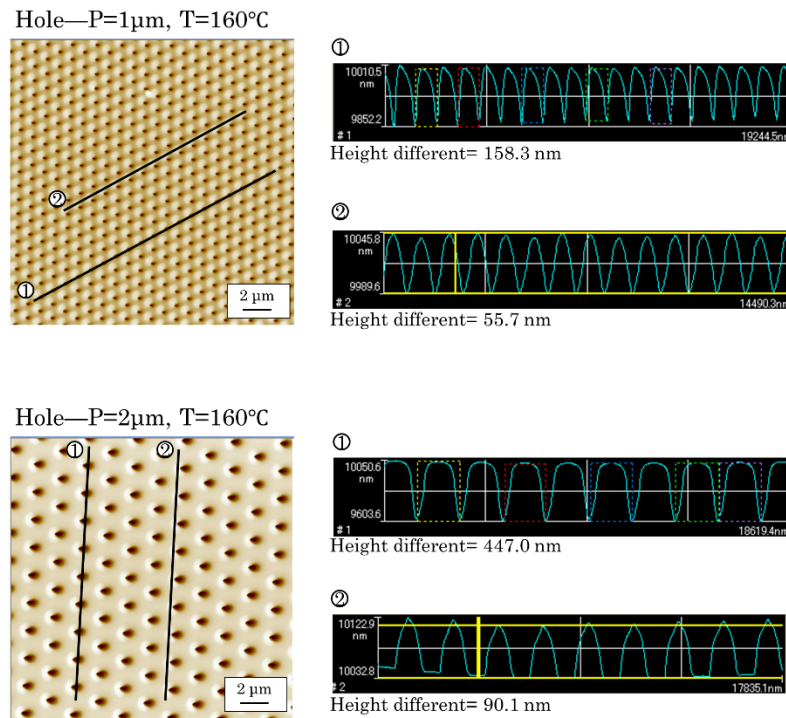 Hole—P=1μm, T=160℃
①
②
①
2 μm
①
10010.5
nm
9852.2
# 1
19244.5nm
Height different= 158.3 nm
②
10045.8
nm
9989.6
# 2
14490.3nm
Height different= 55.7 nm
Hole—P=2μm, T=160℃
①
②
2 μm
①
10050.6
nm
9603.6
# 1
18619.4nm
Height different= 447.0 nm
②
10122.9
nm
10032.8
# 2
17835.1nm
Height different= 90.1 nm